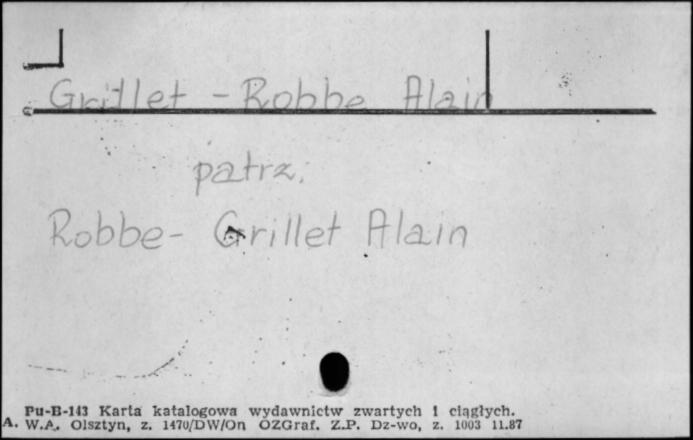 Grillet - Robbe Alain
patrz.
Robbe- Grillet Alain
Pu-B-143 Karta katalogowa wydawnictw zwartych i ciągłych.
A. W.A. Olsztyn, z. 1470/DW/On OZGraf. Z.P. Dz-wo, z. 1003 11.87